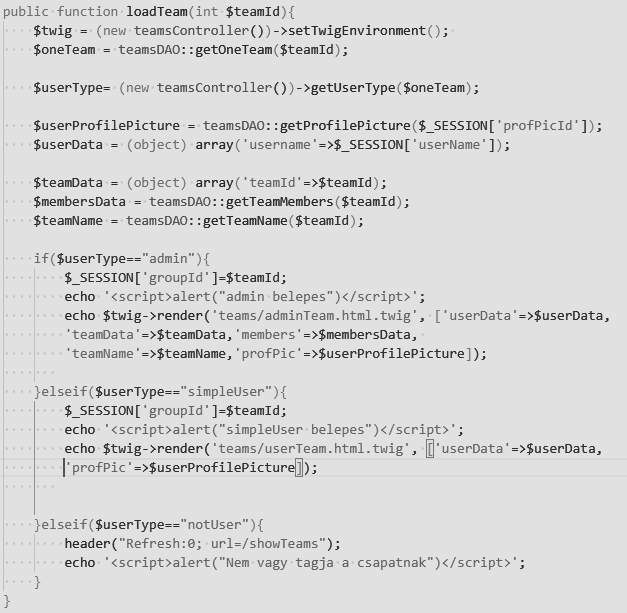 public function loadTeam(int $teamId){
    $twig = (new teamsController())->setTwigEnvironment();
    $oneTeam = teamsDAO::getOneTeam($teamId);

    $userType= (new teamsController())->getUserType($oneTeam);

    $userProfilePicture = teamsDAO::getProfilePicture($_SESSION['profPicId']);
    $userData = (object) array('username'=>$_SESSION['userName']);

    $teamData = (object) array('teamId'=>$teamId);
    $membersData = teamsDAO::getTeamMembers($teamId);
    $teamName = teamsDAO::getTeamName($teamId);

    if($userType=="admin"){
        $_SESSION['groupId']=$teamId;
        echo '<script>alert("admin belepes")</script>';
        echo $twig->render('teams/adminTeam.html.twig', ['userData'=>$userData,
        'teamData'=>$teamData,'members'=>$membersData,
        'teamName'=>$teamName,'profPic'=>$userProfilePicture]);

    }elseif($userType=="simpleUser"){
        $_SESSION['groupId']=$teamId;
        echo '<script>alert("simpleUser belepes")</script>';
        echo $twig->render('teams/userTeam.html.twig', ['userData'=>$userData,
        'profPic'=>$userProfilePicture]);


    }elseif($userType=="notUser"){
        header("Refresh:0; url=/showTeams");
        echo '<script>alert("Nem vagy tagja a csapatnak")</script>';
    }
}